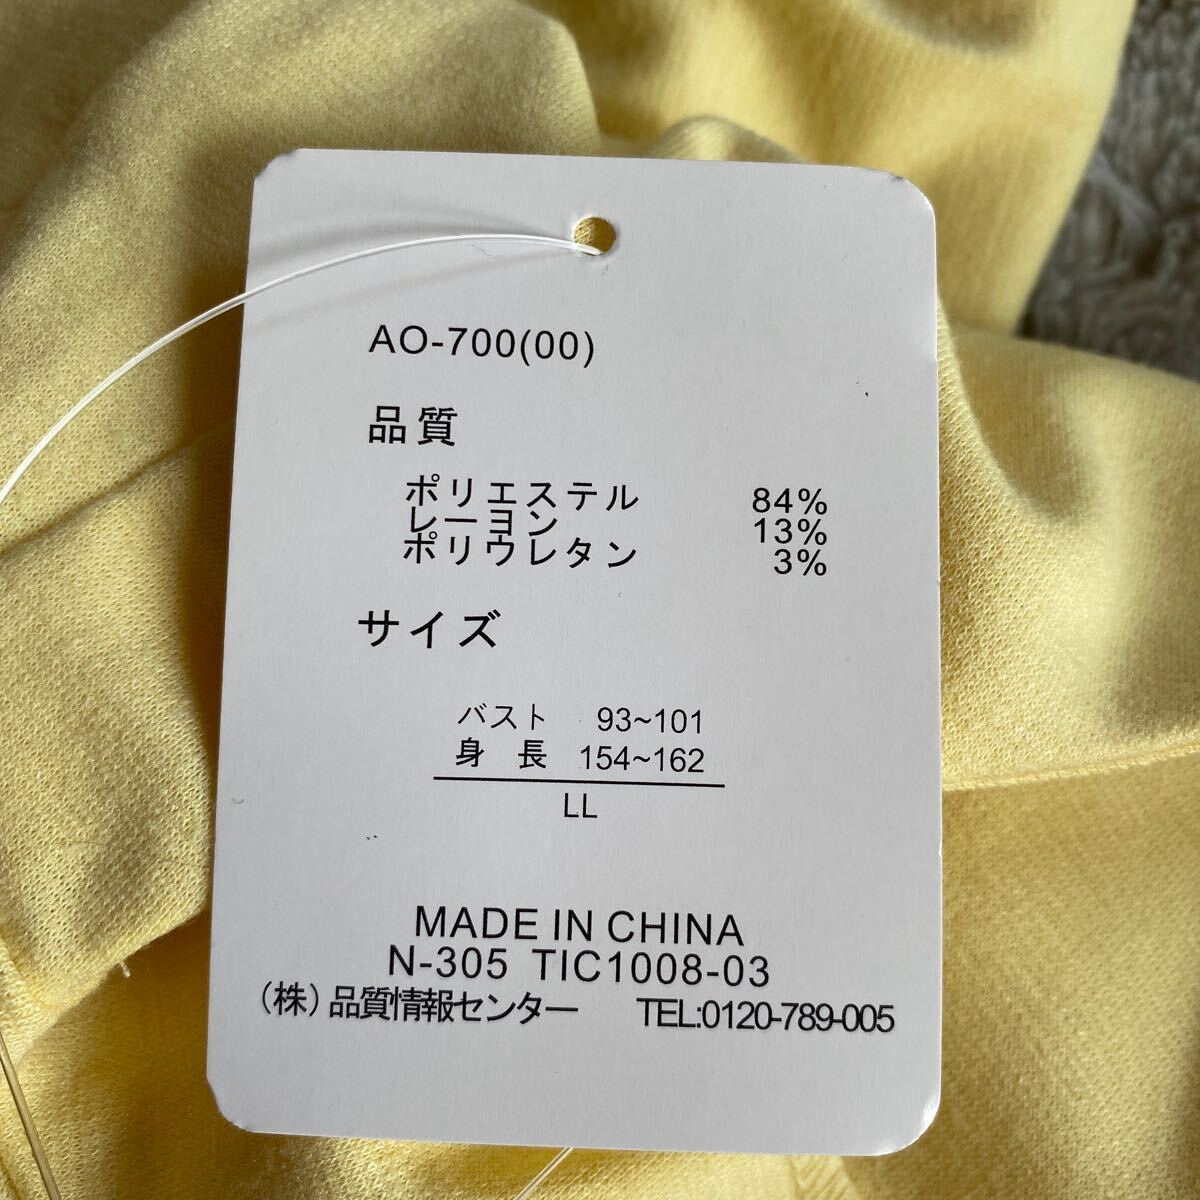 AO-700(00)
品質
ポリエステル 84%
レーヨン 13%
ポリウレタン 3%
サイズ
バスト 93~101
身長 154~162
LL
MADE IN CHINA
N-305 TIC1008-03
(株)品質情報センター TEL:0120-789-005